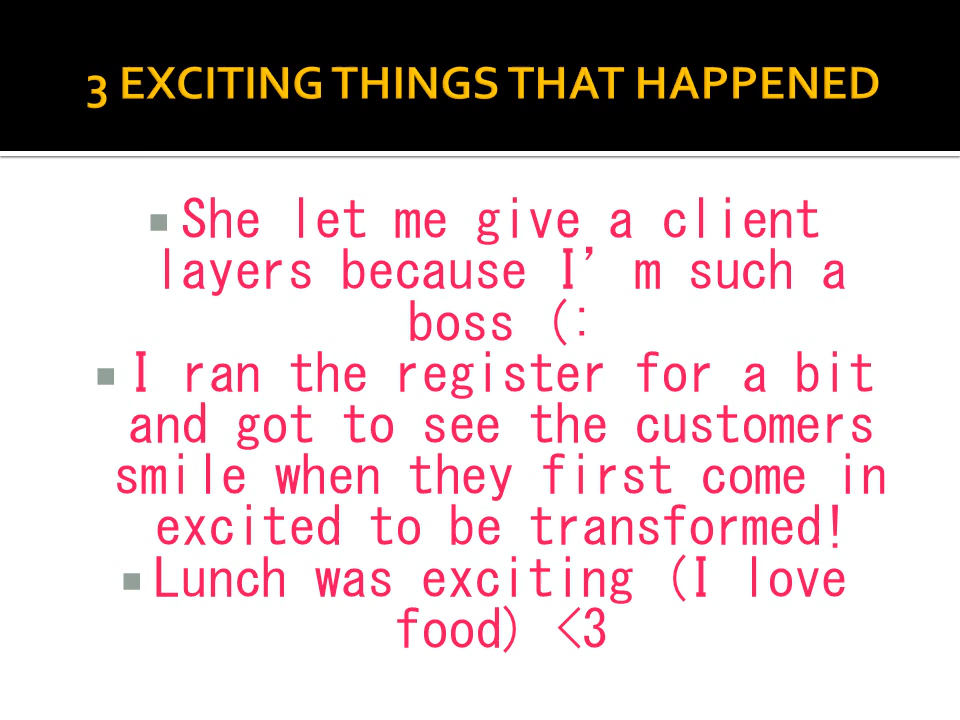 3 EXCITING THINGS THAT HAPPENED
▪ She let me give a client
layers because I’m such a
boss (:
▪ I ran the register for a bit
and got to see the customers
smile when they first come in
excited to be transformed!
▪ Lunch was exciting (I love
food) <3